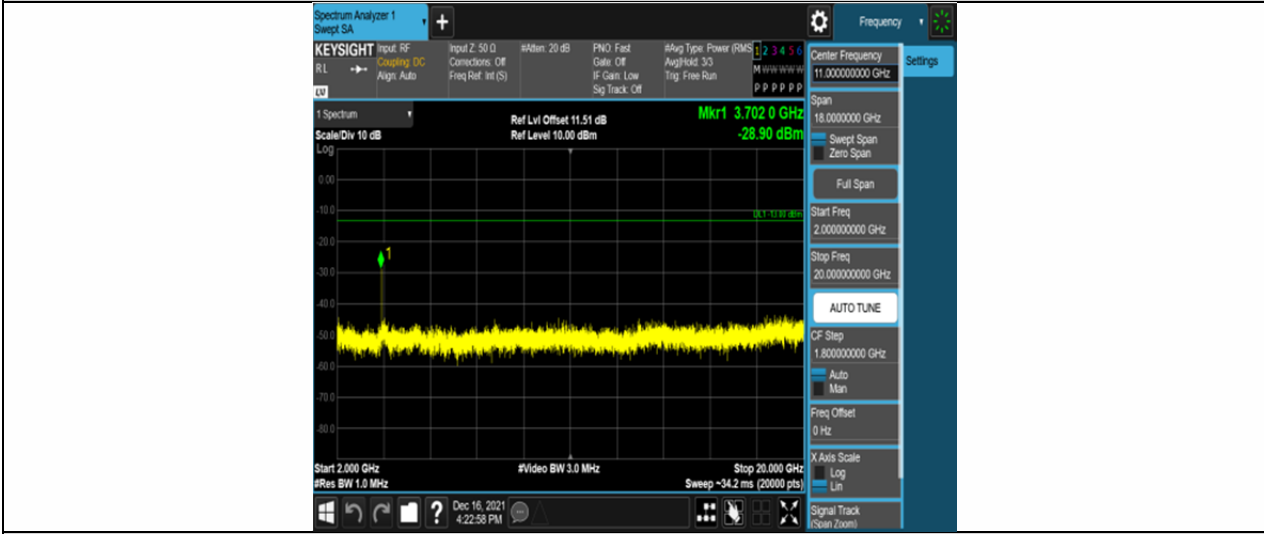 Spectrum Analyzer 1
Swept SA
+
Frequency
KEYSIGHT
RL
Input: RF
Coupling: DC
Align: Auto
Input Z: 50 Ω
Corrections: Off
Freq Ref: Int (S)
#Atten: 20 dB
PNO: Fast
Gate: Off
IF Gain: Low
Sig Track: Off
#Avg Type: Power (RMS
Avg|Hold: 3/3
Trig: Free Run
1 2 3 4 5 6
M W W W W W
P P P P P P
1 Spectrum
Scale/Div 10 dB
Log
Ref Lvl Offset 11.51 dB
Ref Level 10.00 dBm
Mkr1 3.702 0 GHz
-28.90 dBm
0.00
-10.0
-20.0
-30.0
-40.0
-50.0
-60.0
-70.0
-80.0
DL1 -13.00 dBm
1
Start 2.000 GHz
#Res BW 1.0 MHz
#Video BW 3.0 MHz
Stop 20.000 GHz
Sweep ~34.2 ms (20000 pts)
?
Dec 16, 2021
4:22:58 PM
Center Frequency
11.000000000 GHz
Span
18.0000000 GHz
Swept Span
Zero Span
Full Span
Start Freq
2.000000000 GHz
Stop Freq
20.000000000 GHz
AUTO TUNE
CF Step
1.800000000 GHz
Auto
Man
Freq Offset
0 Hz
X Axis Scale
Log
Lin
Signal Track
(Span Zoom)
Settings